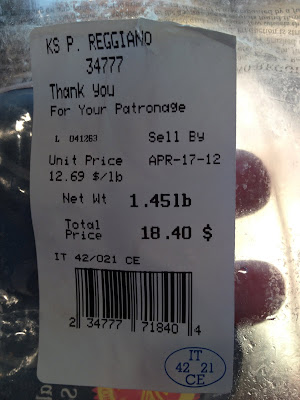 KS P. REGGIANO
34777
Thank You
For Your Patronage
L 041263 Sell By
Unit Price APR-17-12
12.69 $/lb
Net Wt 1.45lb
Total Price 18.40 $
IT 42/021 CE
2 34777 71840 4
IT
42 21
CE